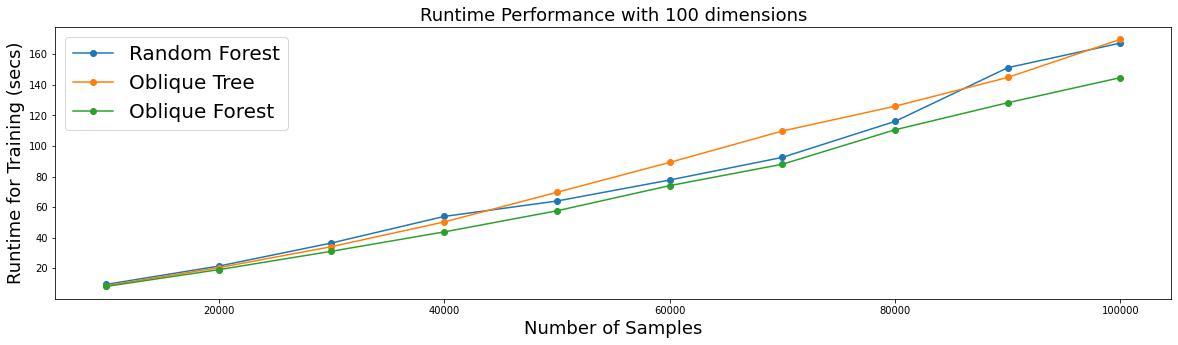 Runtime Performance with 100 dimensions
Random Forest
Oblique Tree
Oblique Forest
Runtime for Training (secs)
160
140
120
100
80
60
40
20
20000 40000 60000 80000 100000
Number of Samples